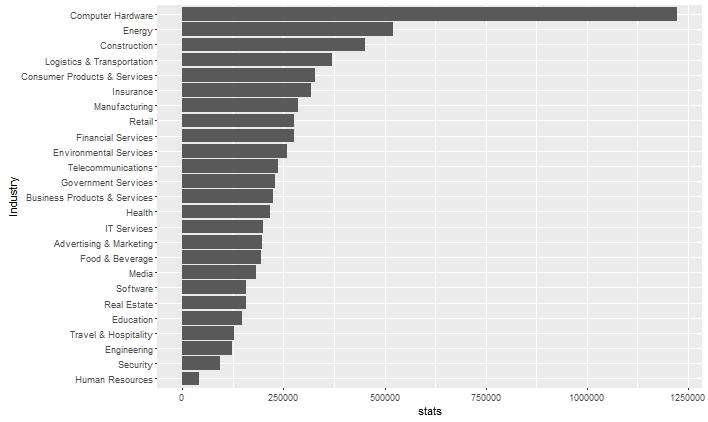 Computer Hardware
Energy
Construction
Logistics & Transportation
Consumer Products & Services
Insurance
Manufacturing
Retail
Financial Services
Environmental Services
Telecommunications
Government Services
Business Products & Services
Health
IT Services
Advertising & Marketing
Food & Beverage
Media
Software
Real Estate
Education
Travel & Hospitality
Engineering
Security
Human Resources
Industry
0 250000 500000 750000 1000000 1250000
stats